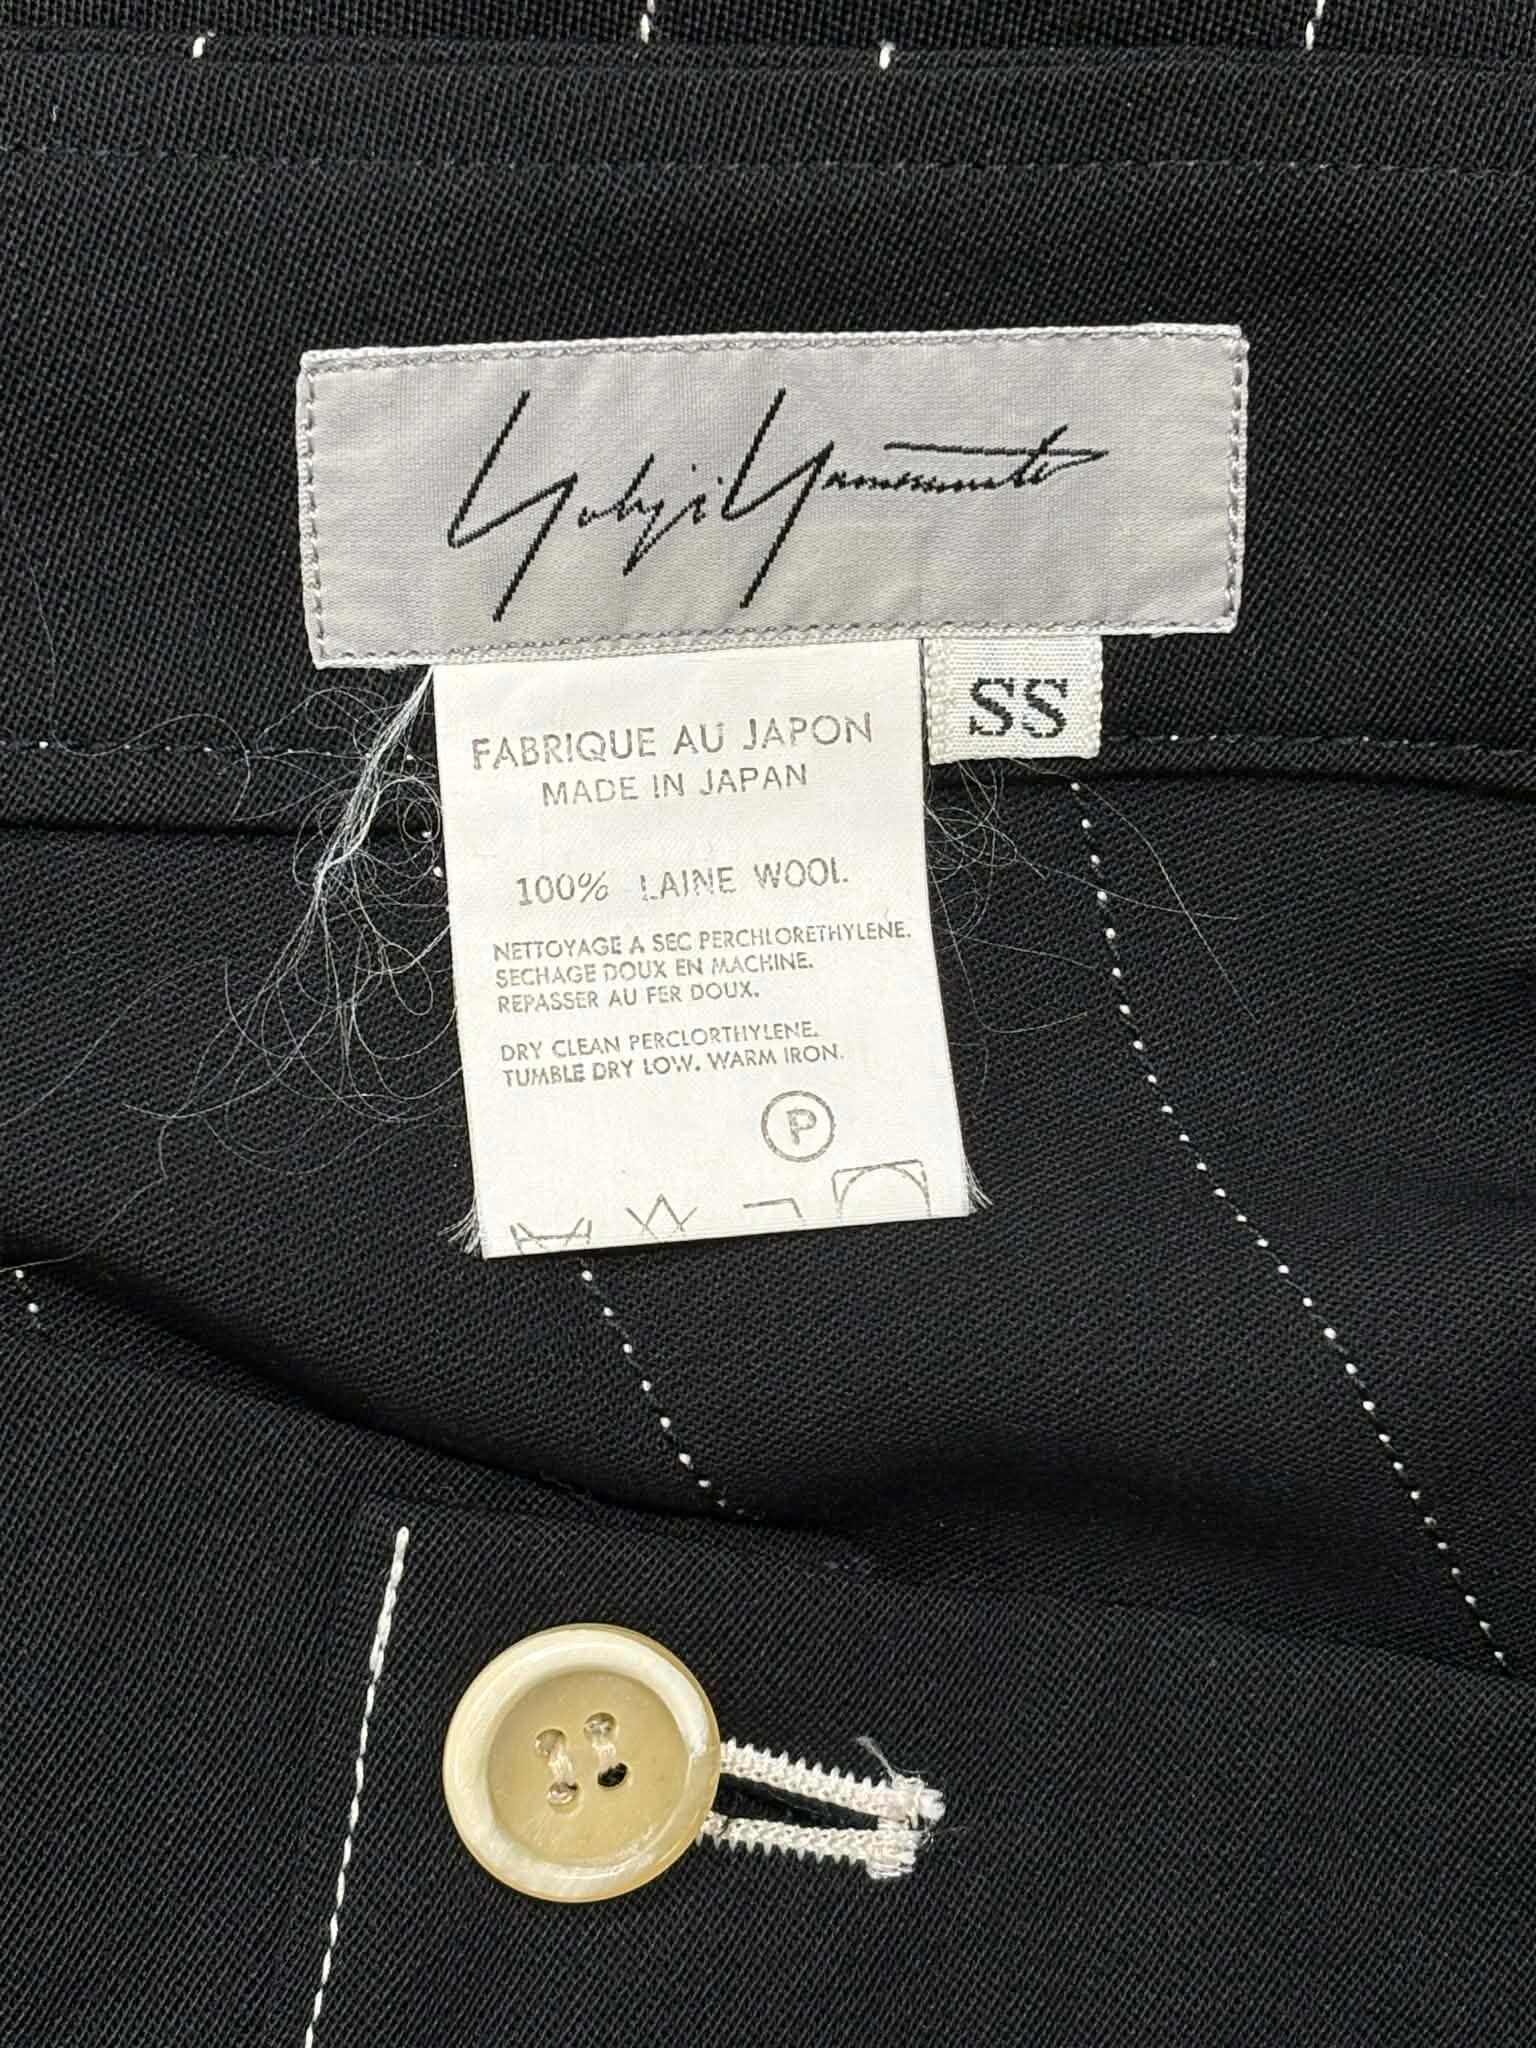 Yohji Yamamoto
SS
FABRIQUE AU JAPON
MADE IN JAPAN
100% LAINE WOOL
NETTOYAGE A SEC PERCHLORETHYLENE.
SECHAGE DOUX EN MACHINE.
REPASSER AU FER DOUX.
DRY CLEAN PERCLORTHYLENE.
TUMBLE DRY LOW. WARM IRON.
P